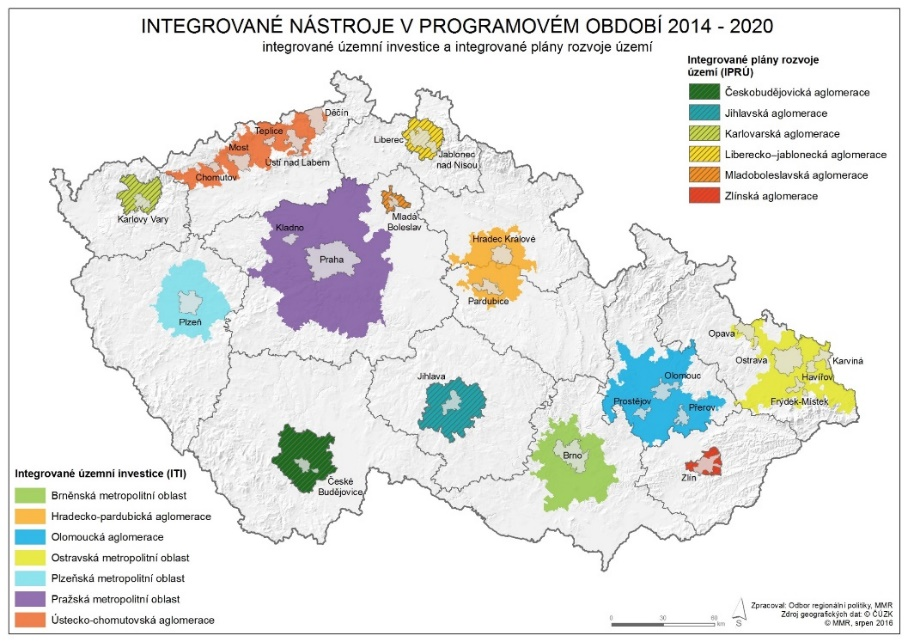 INTEGROVANÉ NÁSTROJE V PROGRAMOVÉM OBDOBÍ 2014 - 2020
integrované územní investice a integrované plány rozvoje území
Integrované plány rozvoje
území (IPRÚ)
Českobudějovická aglomerace
Jihlavská aglomerace
Karlovarská aglomerace
Liberecko–jablonecká aglomerace
Mladoboleslavská aglomerace
Zlínská aglomerace
Děčín
Teplice
Most
Ústí nad Labem
Chomutov
Liberec
Jablonec
nad Nisou
Karlovy Vary
Mladá
Boleslav
Kladno
Praha
Hradec Králové
Pardubice
Plzeň
Opava
Ostrava
Karviná
Havířov
Frýdek-Místek
Jihlava
Olomouc
Prostějov
Přerov
Brno
Zlín
České
Budějovice
Integrované územní investice (ITI)
Brněnská metropolitní oblast
Hradecko-pardubická aglomerace
Olomoucká aglomerace
Ostravská metropolitní oblast
Plzeňská metropolitní oblast
Pražská metropolitní oblast
Ústecko-chomutovská aglomerace
0 30 60
km
S
Zpracoval: Odbor regionální politiky, MMR
Zdroj geografických dat: © ČÚZK
© MMR, srpen 2016